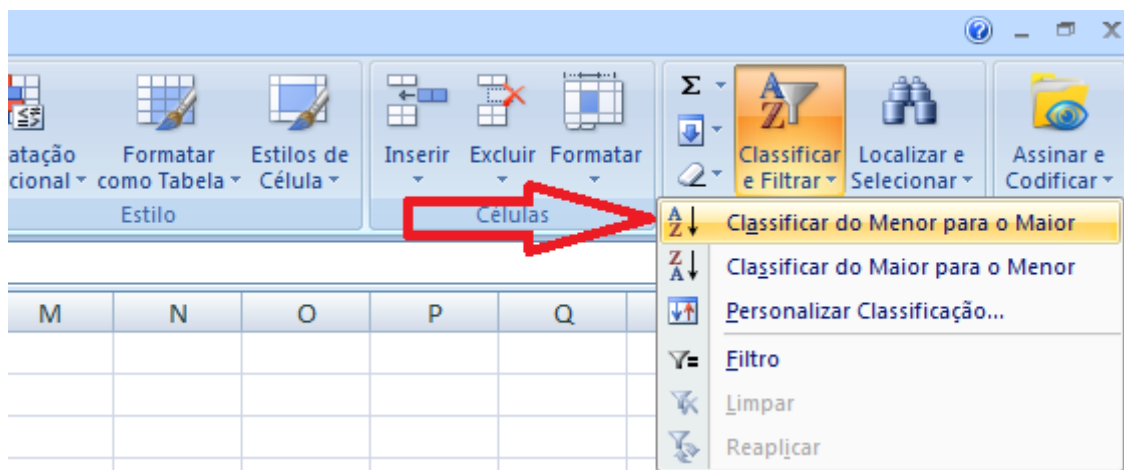 atação
cional
Formatar
como Tabela
Estilos de
Célula
Estilo
Inserir
Excluir
Formatar
Células
Σ
Classificar
e Filtrar
Localizar e
Selecionar
Assinar e
Codificar
Classificar do Menor para o Maior
Classificar do Maior para o Menor
Personalizar Classificação...
Filtro
Limpar
Reaplicar
M N O P Q